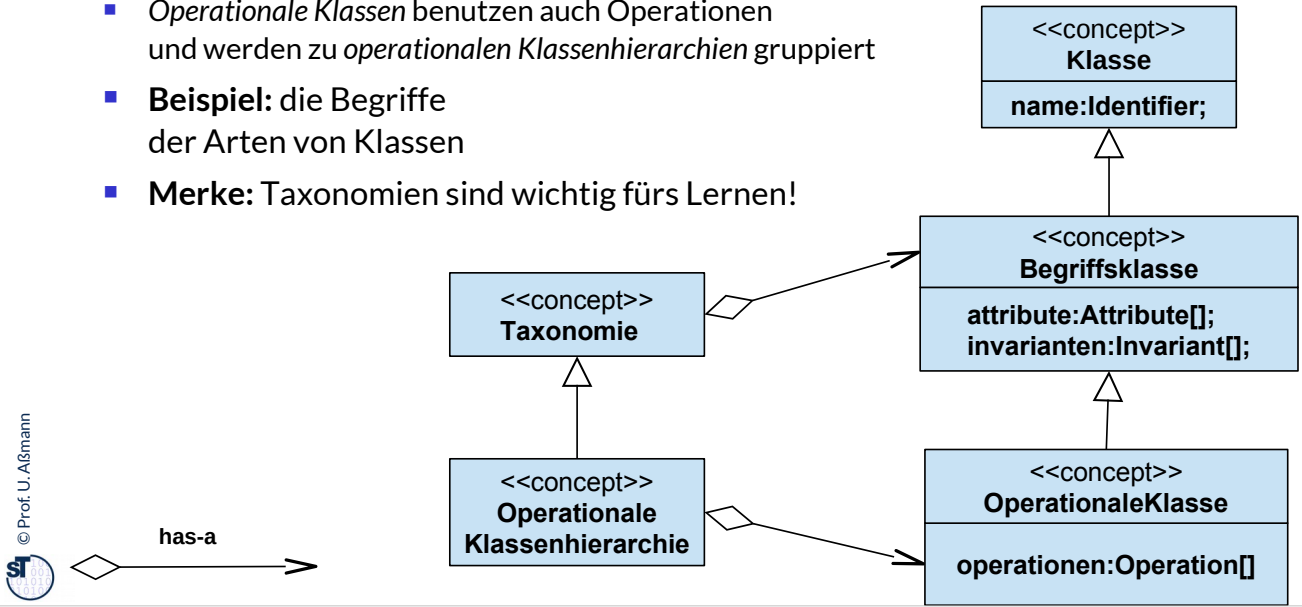 Operationale Klassen benutzen auch Operationen
und werden zu operationalen Klassenhierarchien gruppiert
Beispiel: die Begriffe
der Arten von Klassen
Merke: Taxonomien sind wichtig fürs Lernen!
<<concept>>
Klasse
name:Identifier;
<<concept>>
Begriffsklasse
attribute:Attribute[];
invarianten:Invariant[];
<<concept>>
Taxonomie
<<concept>>
Operationale
Klassenhierarchie
<<concept>>
OperationaleKlasse
operationen:Operation[]
has-a
© Prof. U. Aßmann
ST